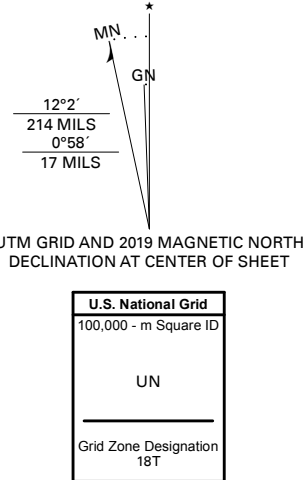 MN
GN
12°2´
214 MILS
0°58´
17 MILS
UTM GRID AND 2019 MAGNETIC NORTH
DECLINATION AT CENTER OF SHEET
U.S. National Grid
100,000 - m Square ID
UN
Grid Zone Designation
18T